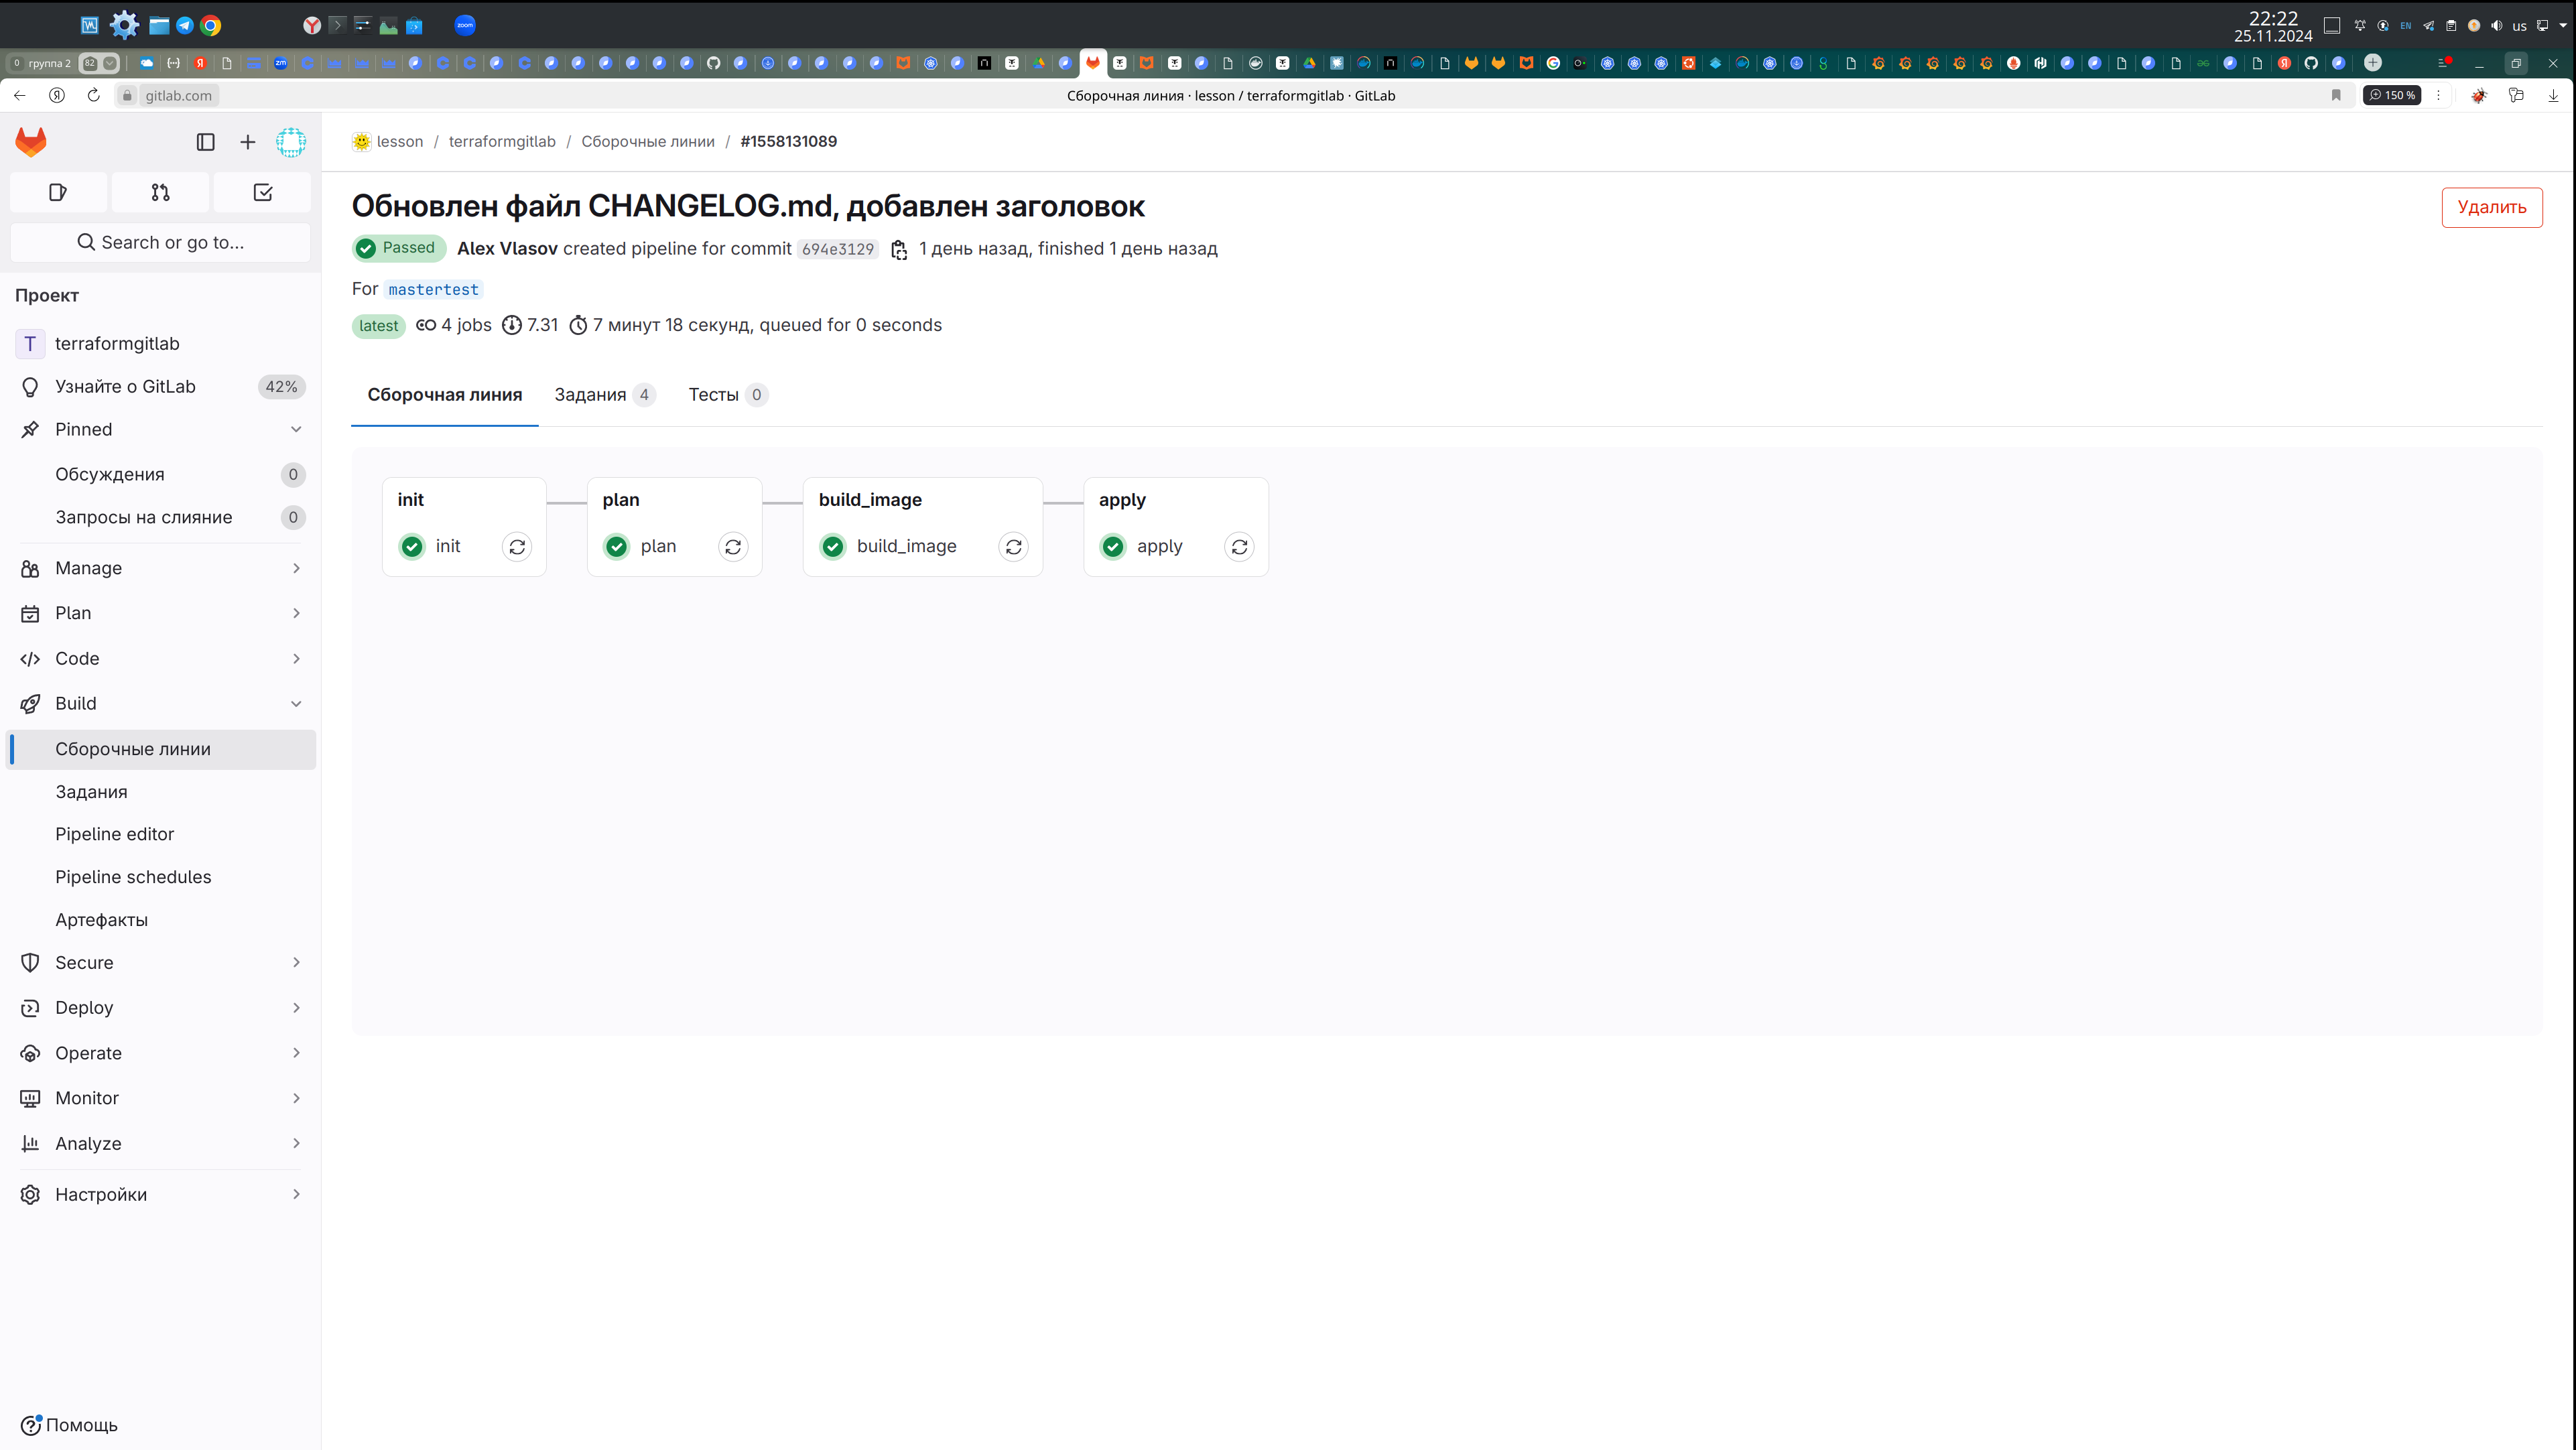 22:22
25.11.2024
EN
us
zoom
0 группа 2 82
gitlab.com
Сборочная линия · lesson / terraformgitlab · GitLab
150 %
lesson / terraformgitlab / Сборочные линии / #1558131089
Search or go to...
Проект
T terraformgitlab
Узнайте о GitLab 42%
Pinned
Обсуждения 0
Запросы на слияние 0
Manage
Plan
Code
Build
Сборочные линии
Задания
Pipeline editor
Pipeline schedules
Артефакты
Secure
Deploy
Operate
Monitor
Analyze
Настройки
Помощь
Обновлен файл CHANGELOG.md, добавлен заголовок
Удалить
Passed Alex Vlasov created pipeline for commit 694e3129 1 день назад, finished 1 день назад
For mastertest
latest 4 jobs 7.31 7 минут 18 секунд, queued for 0 seconds
Сборочная линия Задания 4 Тесты 0
init plan build_image apply
init plan build_image apply